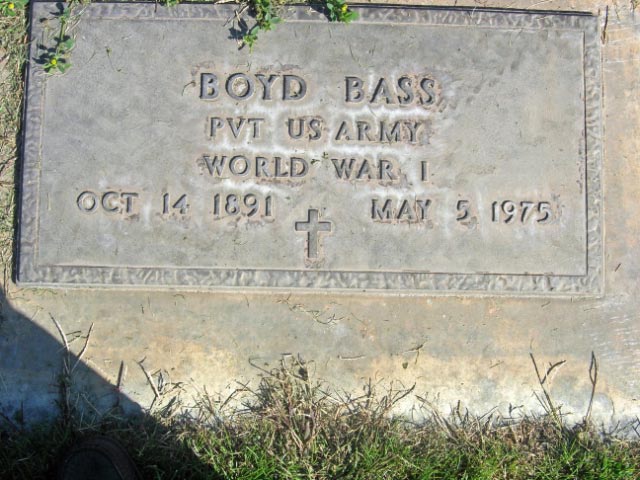 BOYD BASS
PVT US ARMY
WORLD WAR I
OCT 14 1891 MAY 5 1975